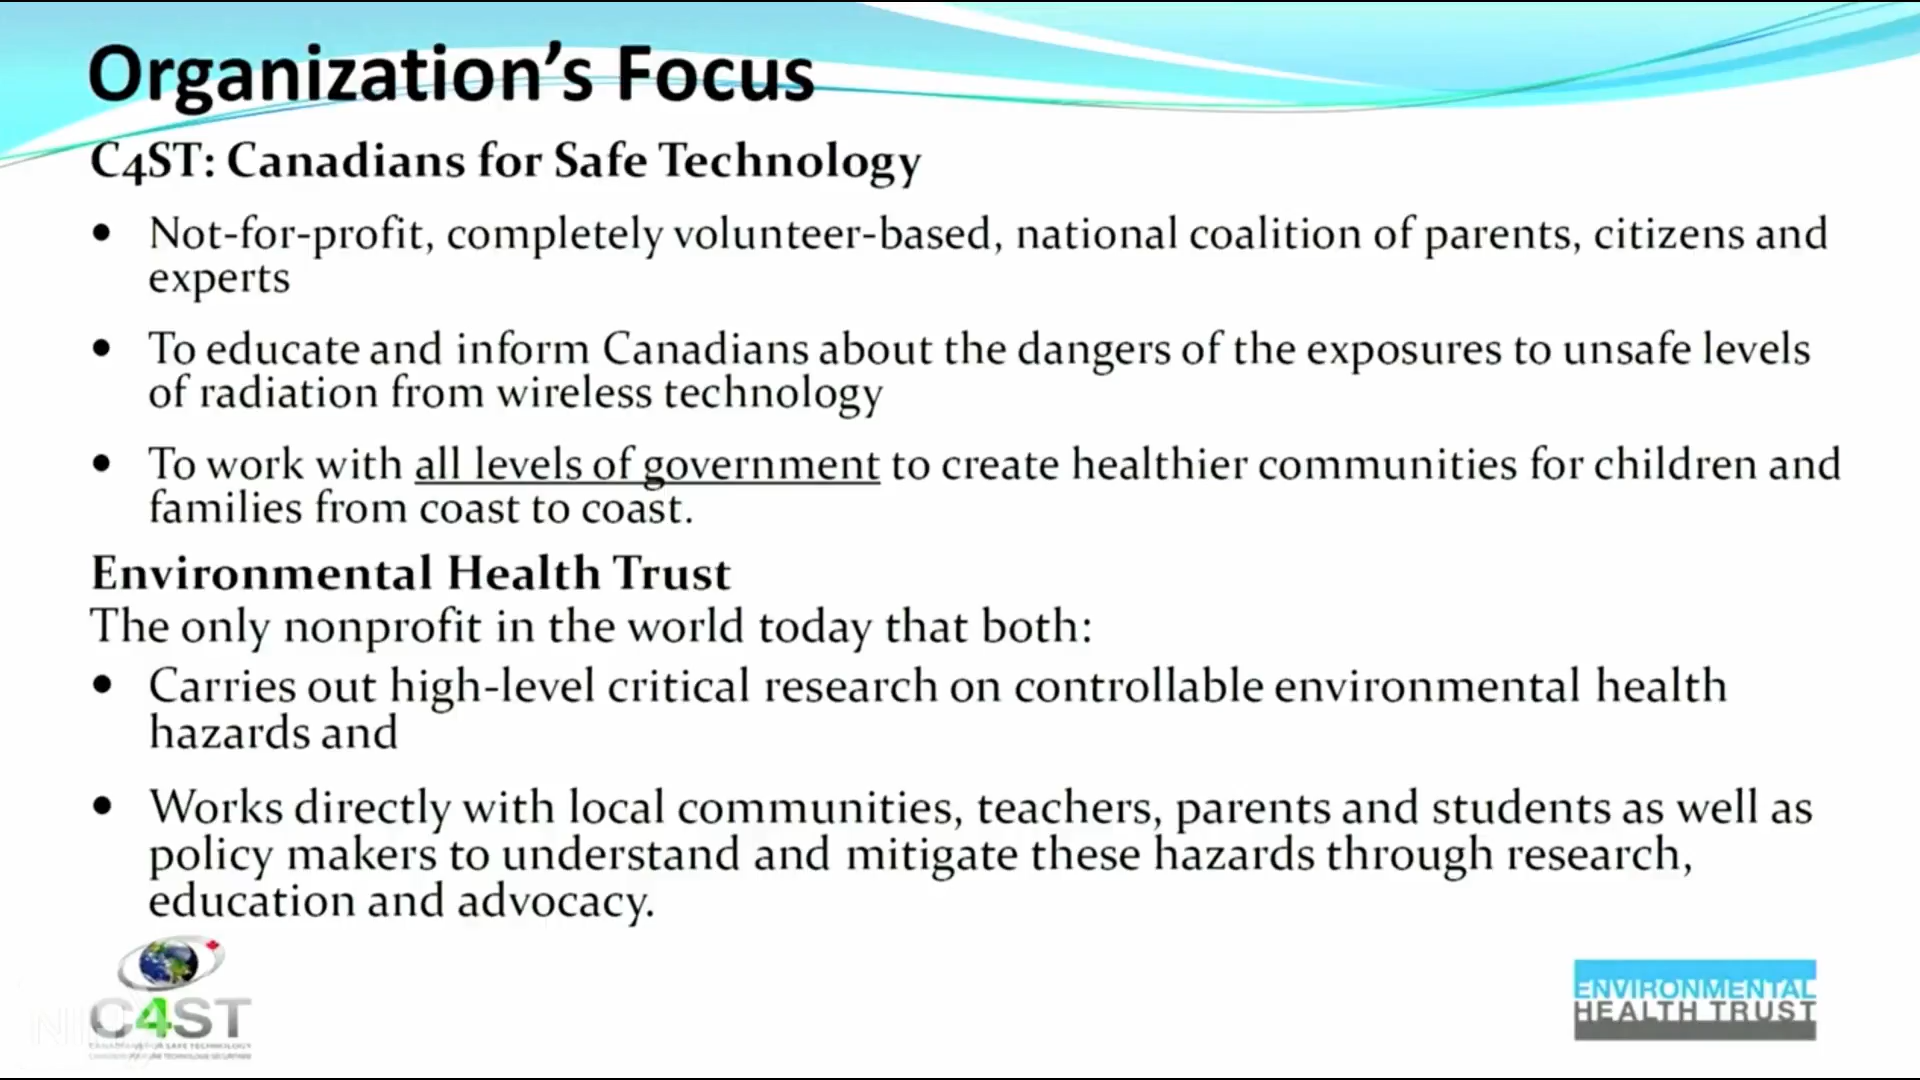 Organization's Focus
C4ST: Canadians for Safe Technology
• Not-for-profit, completely volunteer-based, national coalition of parents, citizens and
experts
• To educate and inform Canadians about the dangers of the exposures to unsafe levels
of radiation from wireless technology
• To work with all levels of government to create healthier communities for children and
families from coast to coast.
Environmental Health Trust
The only nonprofit in the world today that both:
• Carries out high-level critical research on controllable environmental health
hazards and
• Works directly with local communities, teachers, parents and students as well as
policy makers to understand and mitigate these hazards through research,
education and advocacy.
C4ST
CANADIANS FOR SAFE TECHNOLOGY
ENVIRONMENTAL
HEALTH TRUST